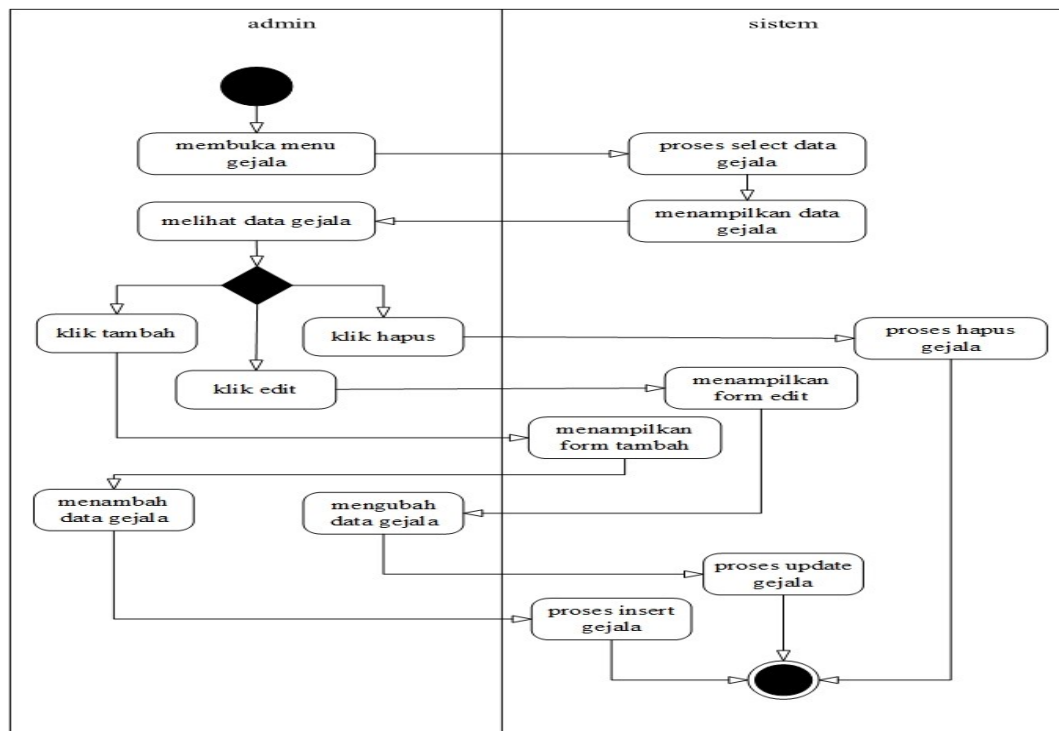 admin
sistem
membuka menu
gejala
proses select data
gejala
melihat data gejala
menampilkan data
gejala
klik tambah
klik hapus
proses hapus
gejala
klik edit
menampilkan
form edit
menampilkan
form tambah
menambah
data gejala
mengubah
data gejala
proses update
gejala
proses insert
gejala